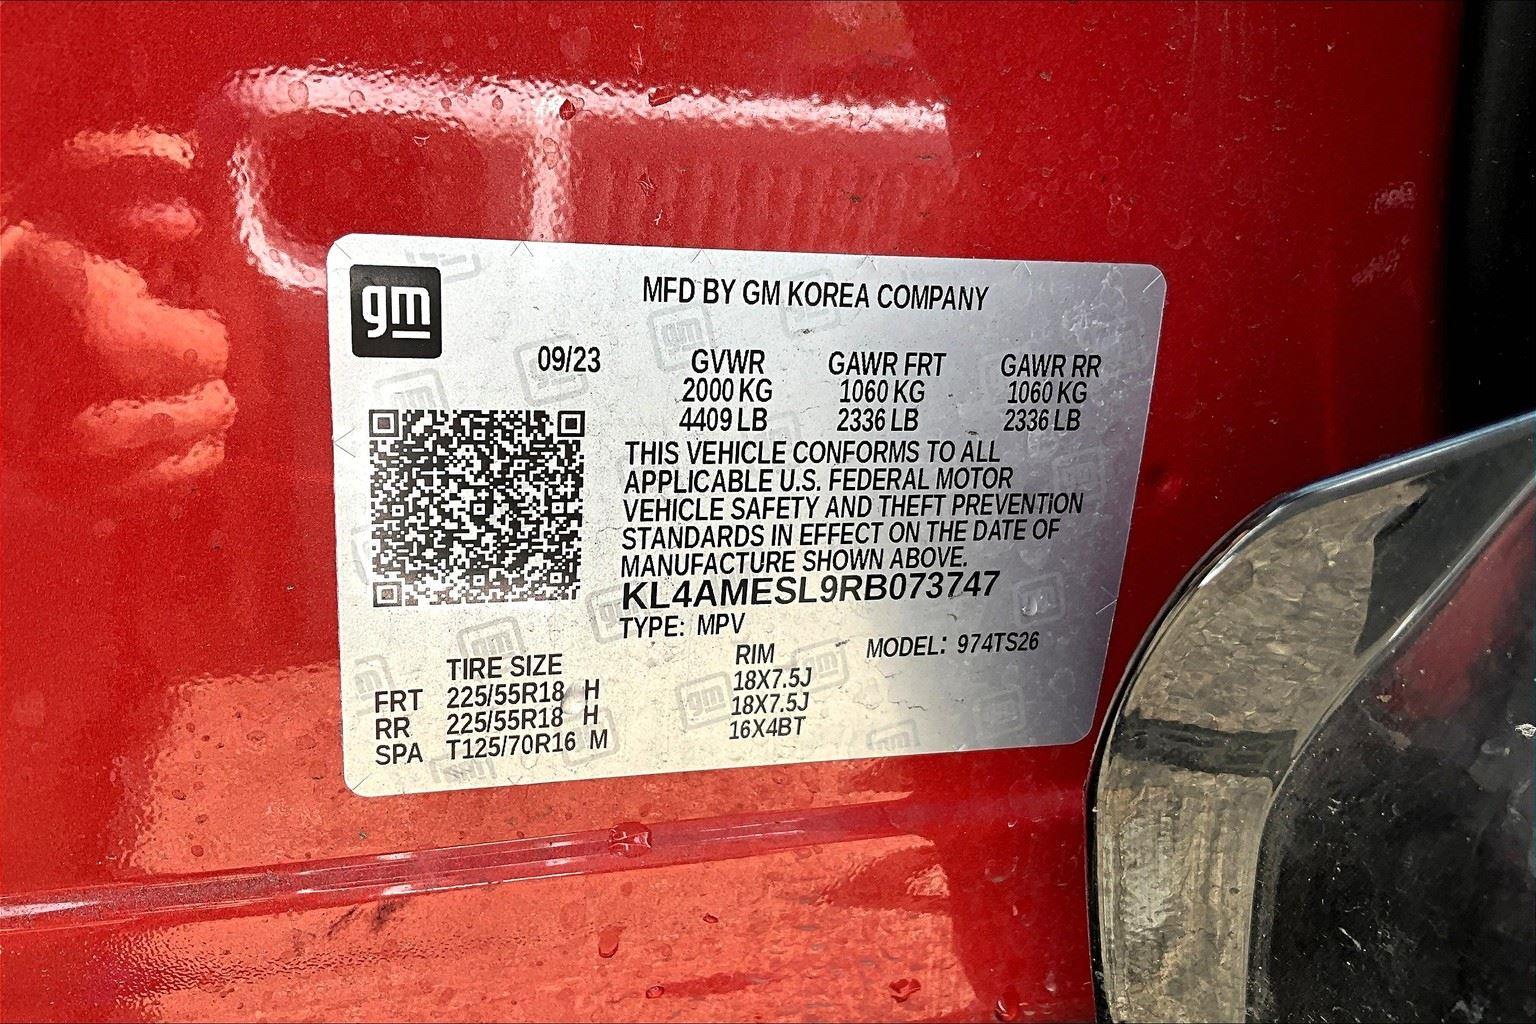 gm
MFD BY GM KOREA COMPANY
09/23 GVWR GAWR FRT GAWR RR
2000 KG 1060 KG 1060 KG
4409 LB 2336 LB 2336 LB
THIS VEHICLE CONFORMS TO ALL
APPLICABLE U.S. FEDERAL MOTOR
VEHICLE SAFETY AND THEFT PREVENTION
STANDARDS IN EFFECT ON THE DATE OF
MANUFACTURE SHOWN ABOVE.
KL4AMESL9RB073747
TYPE: MPV MODEL: 974TS26
TIRE SIZE RIM
FRT 225/55R18 H 18X7.5J
RR 225/55R18 H 18X7.5J
SPA T125/70R16 M 16X4BT